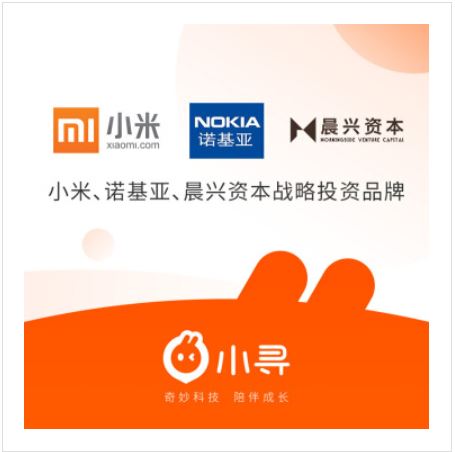 mi 小米
xiaomi.com
NOKIA
诺基亚
晨兴资本
MORNINGSIDE VENTURE CAPITAL
小米、诺基亚、晨兴资本战略投资品牌
小寻
奇妙科技 陪伴成长